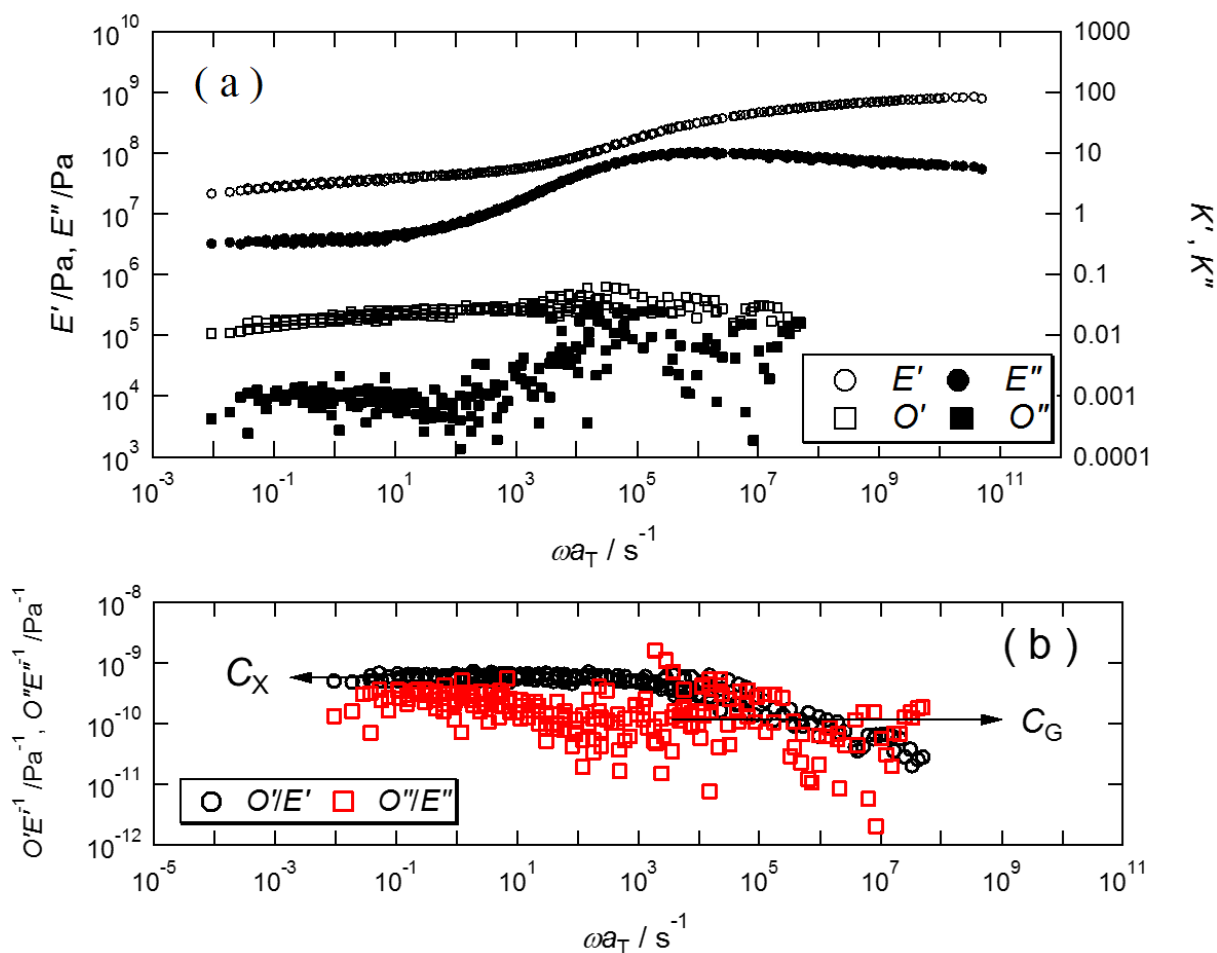 ( a )
E'/Pa, E''/Pa
10^10
10^9
10^8
10^7
10^6
10^5
10^4
10^3
1000
100
10
1
0.1
0.01
0.001
0.0001
K', K''
E' E''
O' O''
10^-3 10^-1 10^1 10^3 10^5 10^7 10^9 10^11
ωa_T / s^-1
( b )
O'E'^-1 /Pa^-1, O''E''^-1 /Pa^-1
10^-8
10^-9
10^-10
10^-11
10^-12
C_X
C_G
O'/E' O''/E''
10^-5 10^-3 10^-1 10^1 10^3 10^5 10^7 10^9 10^11
ωa_T / s^-1